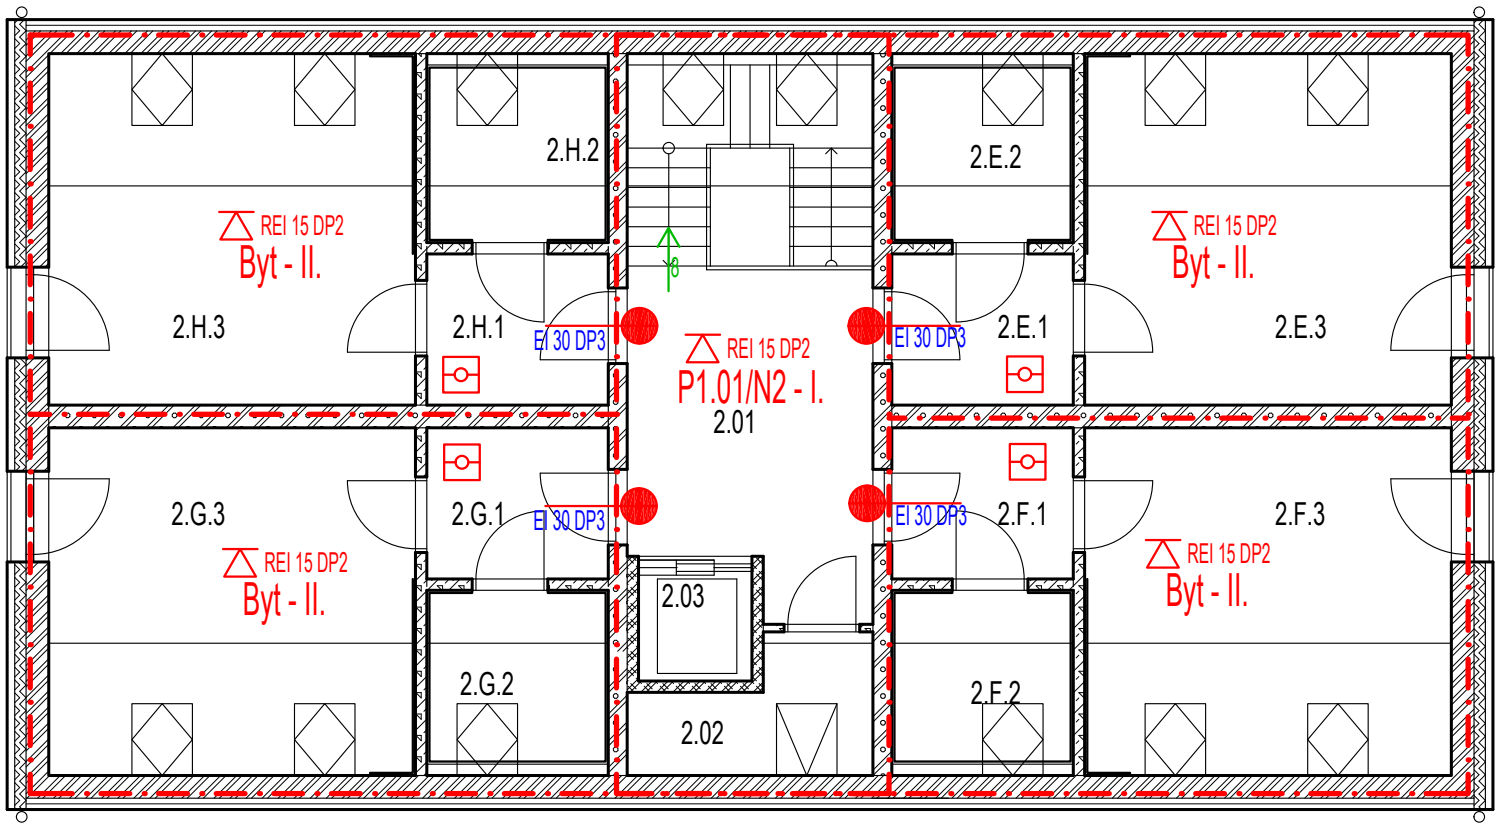 2.H.2
2.E.2
REI 15 DP2
Byt - II.
REI 15 DP2
Byt - II.
8
2.H.3
2.H.1
EI 30 DP3
EI 30 DP3
2.E.1
2.E.3
REI 15 DP2
P1.01/N2 - I.
2.01
2.G.3
2.G.1
EI 30 DP3
EI 30 DP3
2.F.1
2.F.3
REI 15 DP2
Byt - II.
REI 15 DP2
Byt - II.
2.03
2.G.2
2.F.2
2.02